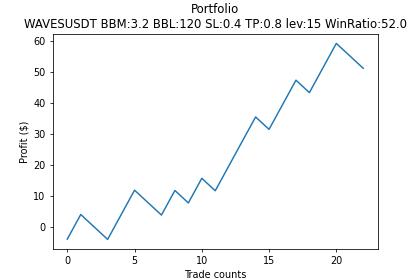 Portfolio
WAVESUSDT BBM:3.2 BBL:120 SL:0.4 TP:0.8 lev:15 WinRatio:52.0
60
50
40
30
20
10
0
Profit ($)
0 5 10 15 20
Trade counts